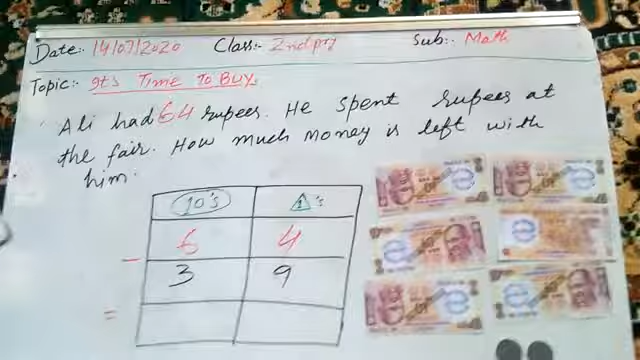 Date:- 14/07/2020 Class:- 2nd pry Sub:- Math
Topic:- It's Time To Buy.
Ali had 64 rupees. He spent rupees at
the fair. How much money is left with
him.
10's 1's
6 4
- 3 9
=